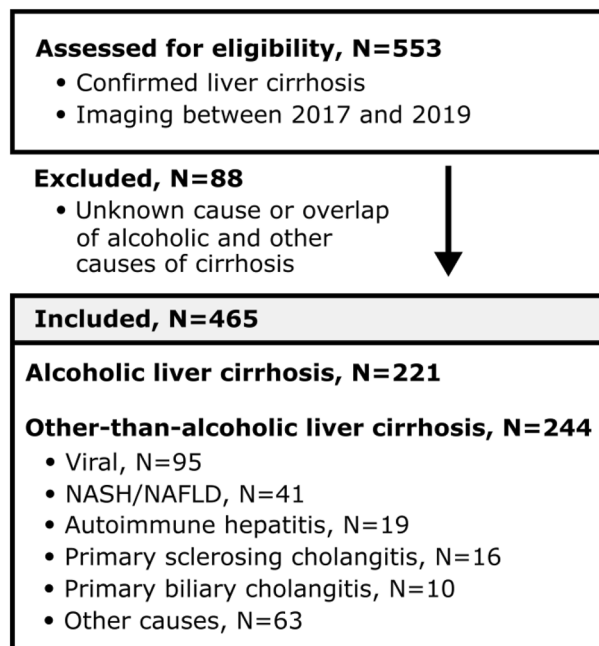 Assessed for eligibility, N=553
• Confirmed liver cirrhosis
• Imaging between 2017 and 2019
Excluded, N=88
• Unknown cause or overlap
of alcoholic and other
causes of cirrhosis
Included, N=465
Alcoholic liver cirrhosis, N=221
Other-than-alcoholic liver cirrhosis, N=244
• Viral, N=95
• NASH/NAFLD, N=41
• Autoimmune hepatitis, N=19
• Primary sclerosing cholangitis, N=16
• Primary biliary cholangitis, N=10
• Other causes, N=63